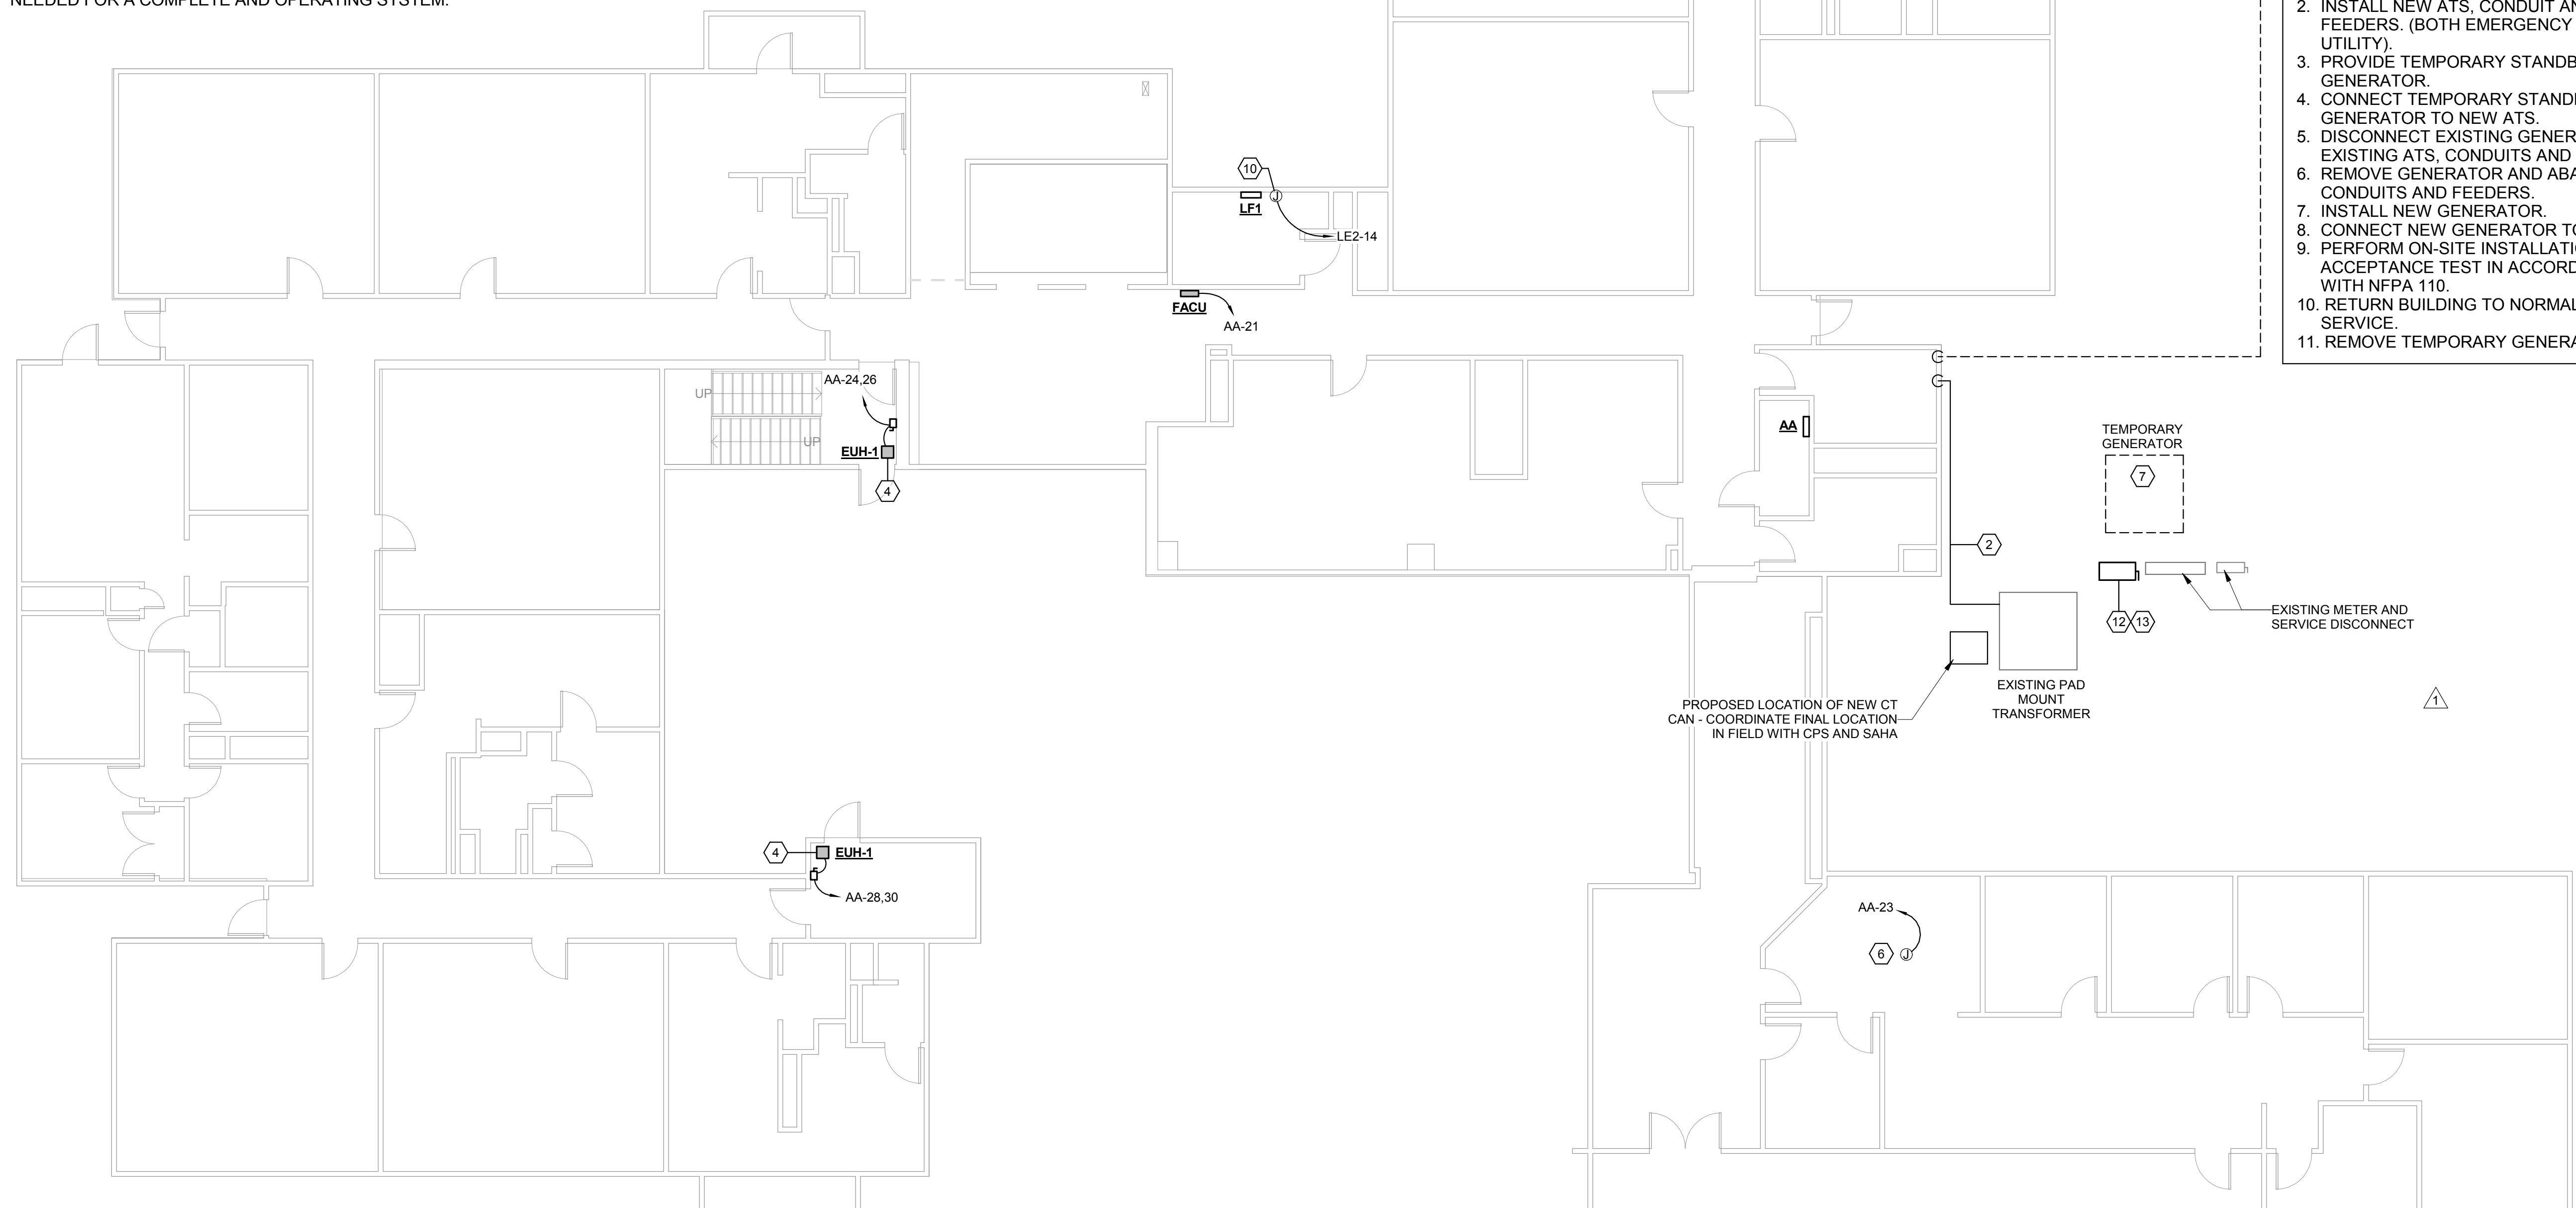 NEEDED FOR A COMPLETE AND OPERATING SYSTEM.
2. INSTALL NEW ATS, CONDUIT AN
FEEDERS. (BOTH EMERGENCY
UTILITY).
3. PROVIDE TEMPORARY STANDB
GENERATOR.
4. CONNECT TEMPORARY STAND
GENERATOR TO NEW ATS.
5. DISCONNECT EXISTING GENER
EXISTING ATS, CONDUITS AND
6. REMOVE GENERATOR AND ABA
CONDUITS AND FEEDERS.
7. INSTALL NEW GENERATOR.
8. CONNECT NEW GENERATOR TO
9. PERFORM ON-SITE INSTALLATI
ACCEPTANCE TEST IN ACCORD
WITH NFPA 110.
10. RETURN BUILDING TO NORMAL
SERVICE.
11. REMOVE TEMPORARY GENERA
10
J
LF1
LE2-14
FACU
AA-21
AA-24,26
UP
UP
EUH-1
4
AA
TEMPORARY
GENERATOR
7
2
12 13
EXISTING METER AND
SERVICE DISCONNECT
EXISTING PAD
MOUNT
TRANSFORMER
PROPOSED LOCATION OF NEW CT
CAN - COORDINATE FINAL LOCATION
IN FIELD WITH CPS AND SAHA
1
4
EUH-1
AA-28,30
AA-23
6
J